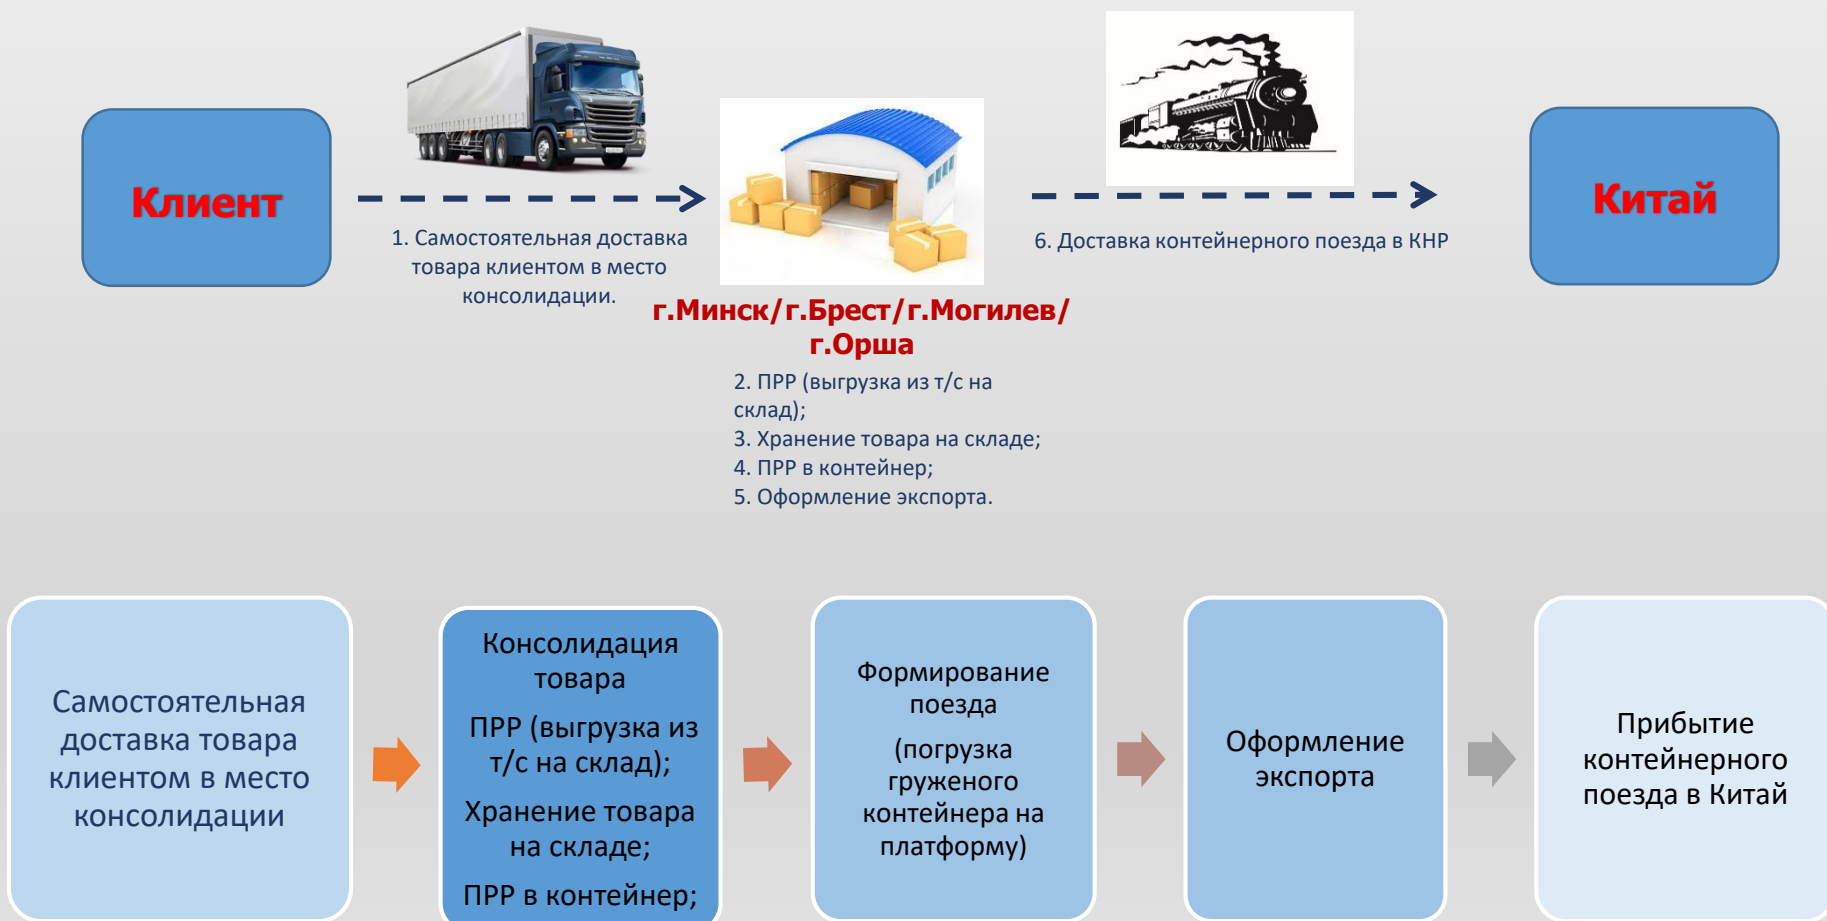 Клиент
1. Самостоятельная доставка
товара клиентом в место
консолидации.
г.Минск/г.Брест/г.Могилев/
г.Орша
2. ПРР (выгрузка из т/с на
склад);
3. Хранение товара на складе;
4. ПРР в контейнер;
5. Оформление экспорта.
6. Доставка контейнерного поезда в КНР
Китай
Самостоятельная
доставка товара
клиентом в место
консолидации
Консолидация
товара
ПРР (выгрузка из
т/с на склад);
Хранение товара
на складе;
ПРР в контейнер;
Формирование
поезда
(погрузка
груженого
контейнера на
платформу)
Оформление
экспорта
Прибытие
контейнерного
поезда в Китай